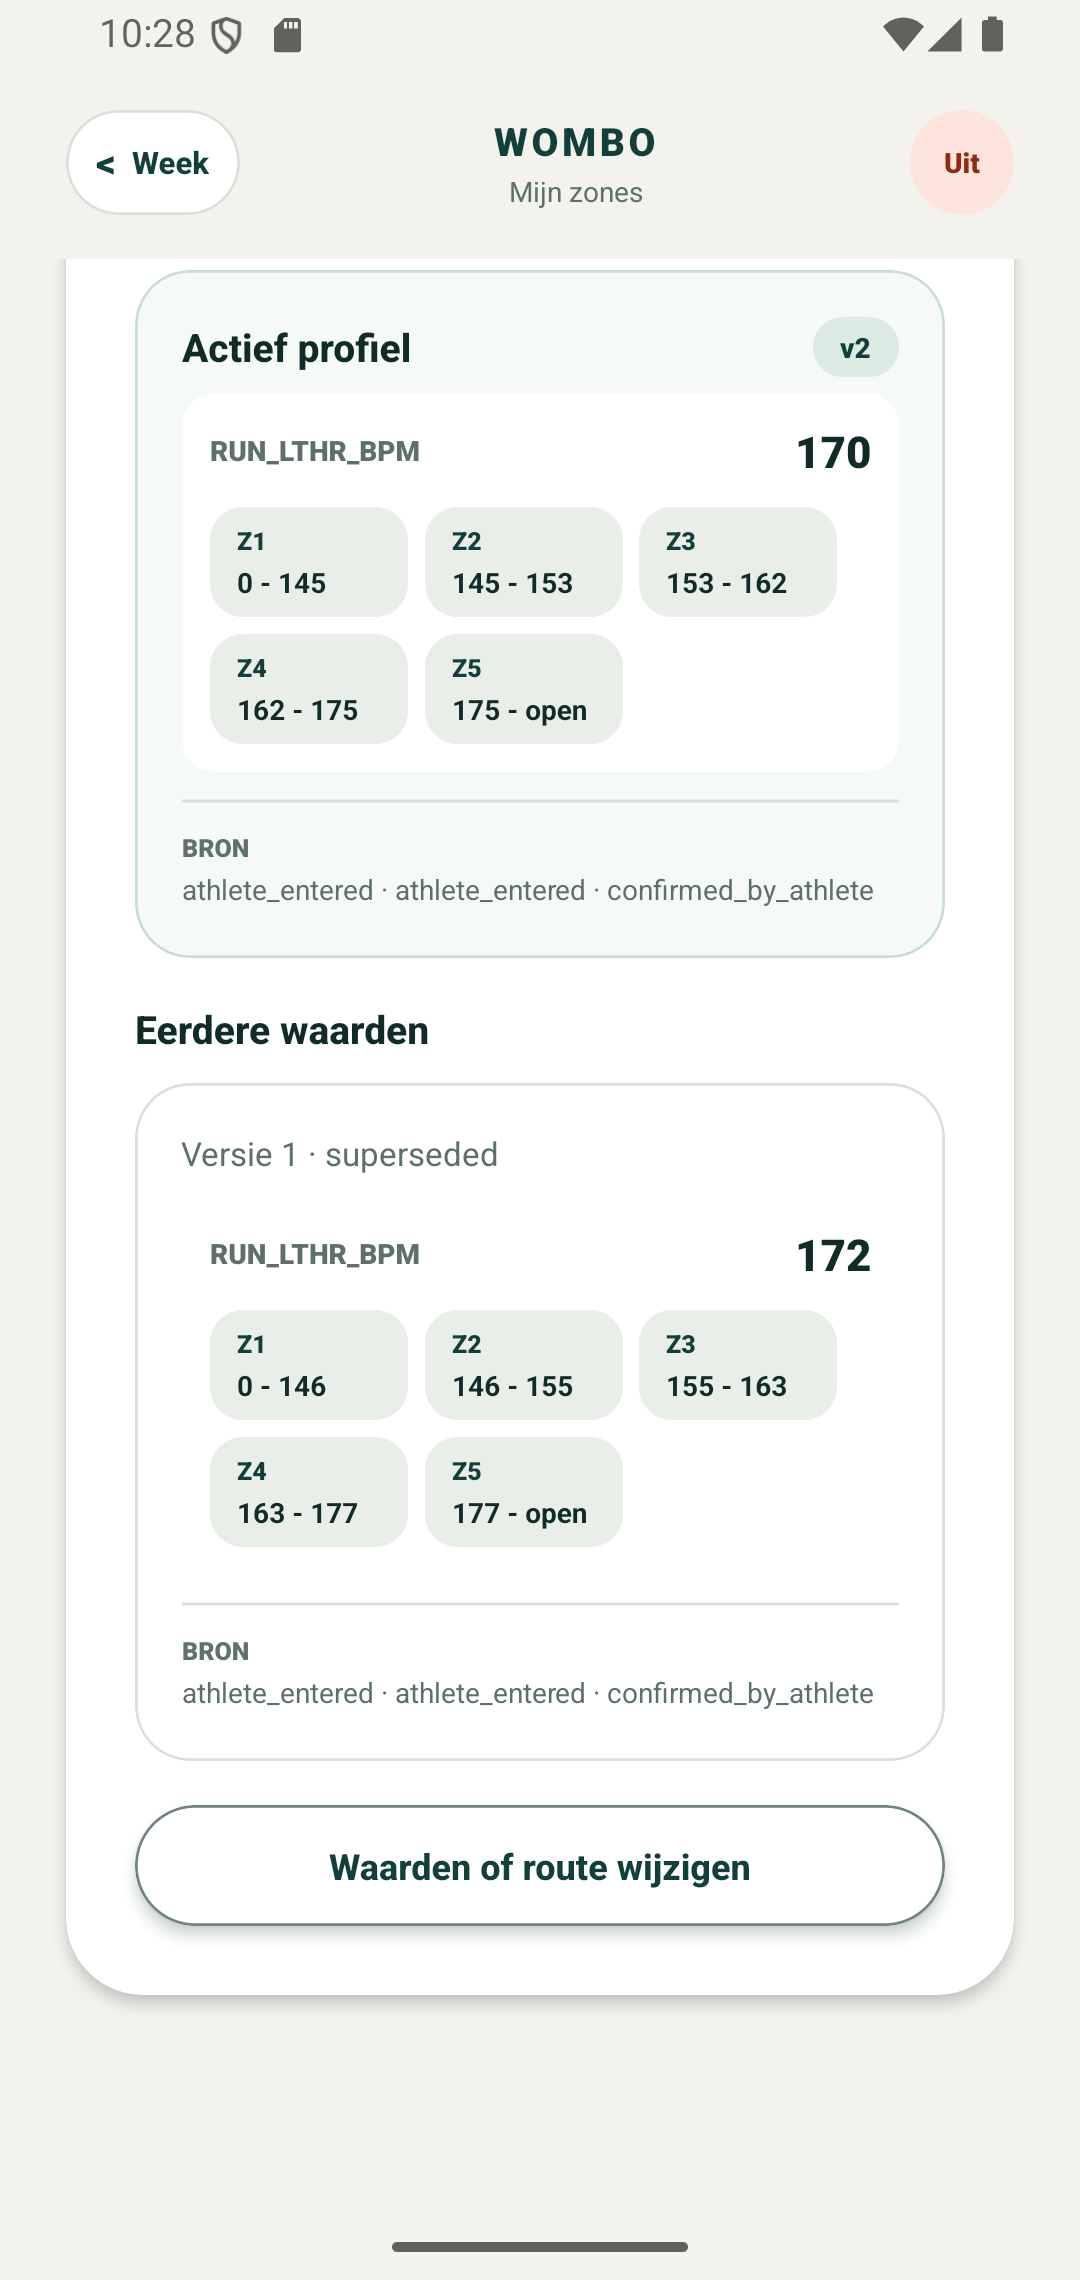 10:28
< Week
WOMBO
Mijn zones
Uit
Actief profiel
v2
RUN_LTHR_BPM
170
Z1
0 - 145
Z2
145 - 153
Z3
153 - 162
Z4
162 - 175
Z5
175 - open
BRON
athlete_entered · athlete_entered · confirmed_by_athlete
Eerdere waarden
Versie 1 · superseded
RUN_LTHR_BPM
172
Z1
0 - 146
Z2
146 - 155
Z3
155 - 163
Z4
163 - 177
Z5
177 - open
BRON
athlete_entered · athlete_entered · confirmed_by_athlete
Waarden of route wijzigen